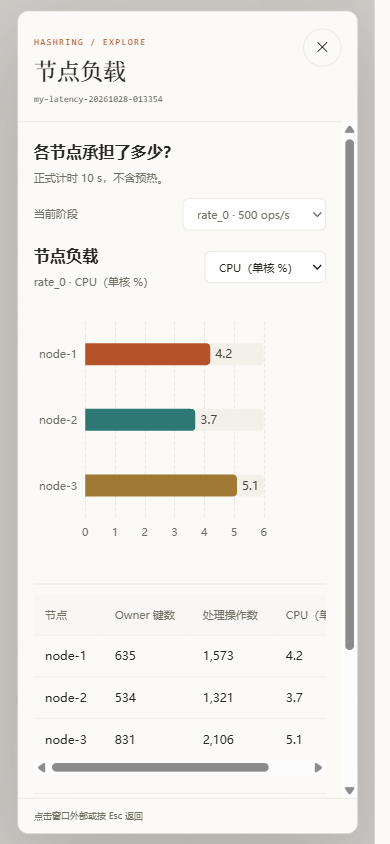 HASHRING / EXPLORE
节点负载
my-latency-20261028-013354
各节点承担了多少？
正式计时 10 s，不含预热。
当前阶段 rate_0 · 500 ops/s
节点负载 CPU（单核 %）
rate_0 · CPU（单核 %）
node-1 4.2
node-2 3.7
node-3 5.1
0 1 2 3 4 5 6
节点 Owner 键数 处理操作数 CPU（单
node-1 635 1,573 4.2
node-2 534 1,321 3.7
node-3 831 2,106 5.1
点击窗口外部或按 Esc 返回